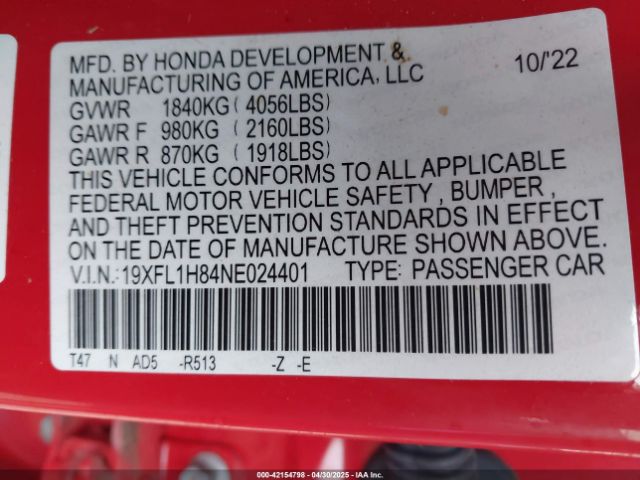 MFD. BY HONDA DEVELOPMENT &
MANUFACTURING OF AMERICA, LLC 10/'22
GVWR 1840KG ( 4056LBS)
GAWR F 980KG ( 2160LBS)
GAWR R 870KG ( 1918LBS)
THIS VEHICLE CONFORMS TO ALL APPLICABLE
FEDERAL MOTOR VEHICLE SAFETY , BUMPER ,
AND THEFT PREVENTION STANDARDS IN EFFECT
ON THE DATE OF MANUFACTURE SHOWN ABOVE.
V.I.N.:19XFL1H84NE024401 TYPE: PASSENGER CAR
T47 N AD5 -R513 -Z -E
000-42154798 - 04/30/2025 - IAA Inc.